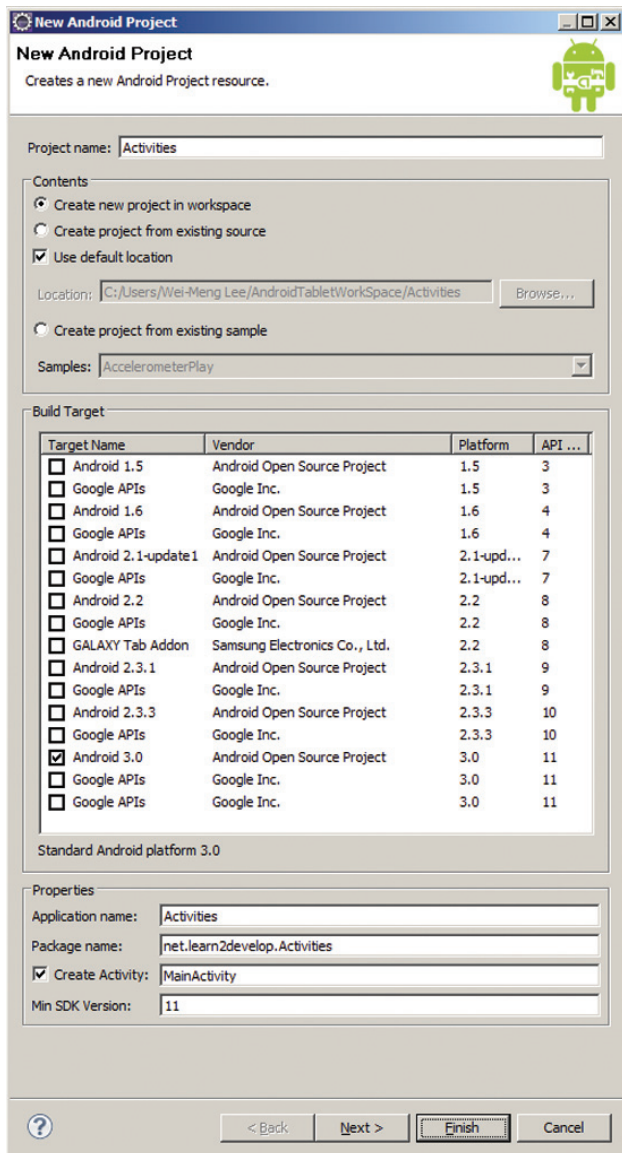 New Android Project
New Android Project
Creates a new Android Project resource.
Project name: Activities
Contents
Create new project in workspace
Create project from existing source
Use default location
Location: C:/Users/Wei-Meng Lee/AndroidTabletWorkSpace/Activities Browse...
Create project from existing sample
Samples: AccelerometerPlay
Build Target
Target Name Vendor Platform API ...
Android 1.5 Android Open Source Project 1.5 3
Google APIs Google Inc. 1.5 3
Android 1.6 Android Open Source Project 1.6 4
Google APIs Google Inc. 1.6 4
Android 2.1-update1 Android Open Source Project 2.1-upd... 7
Google APIs Google Inc. 2.1-upd... 7
Android 2.2 Android Open Source Project 2.2 8
Google APIs Google Inc. 2.2 8
GALAXY Tab Addon Samsung Electronics Co., Ltd. 2.2 8
Android 2.3.1 Android Open Source Project 2.3.1 9
Google APIs Google Inc. 2.3.1 9
Android 2.3.3 Android Open Source Project 2.3.3 10
Google APIs Google Inc. 2.3.3 10
Android 3.0 Android Open Source Project 3.0 11
Google APIs Google Inc. 3.0 11
Google APIs Google Inc. 3.0 11
Standard Android platform 3.0
Properties
Application name: Activities
Package name: net.learn2develop.Activities
Create Activity: MainActivity
Min SDK Version: 11
? < Back Next > Finish Cancel